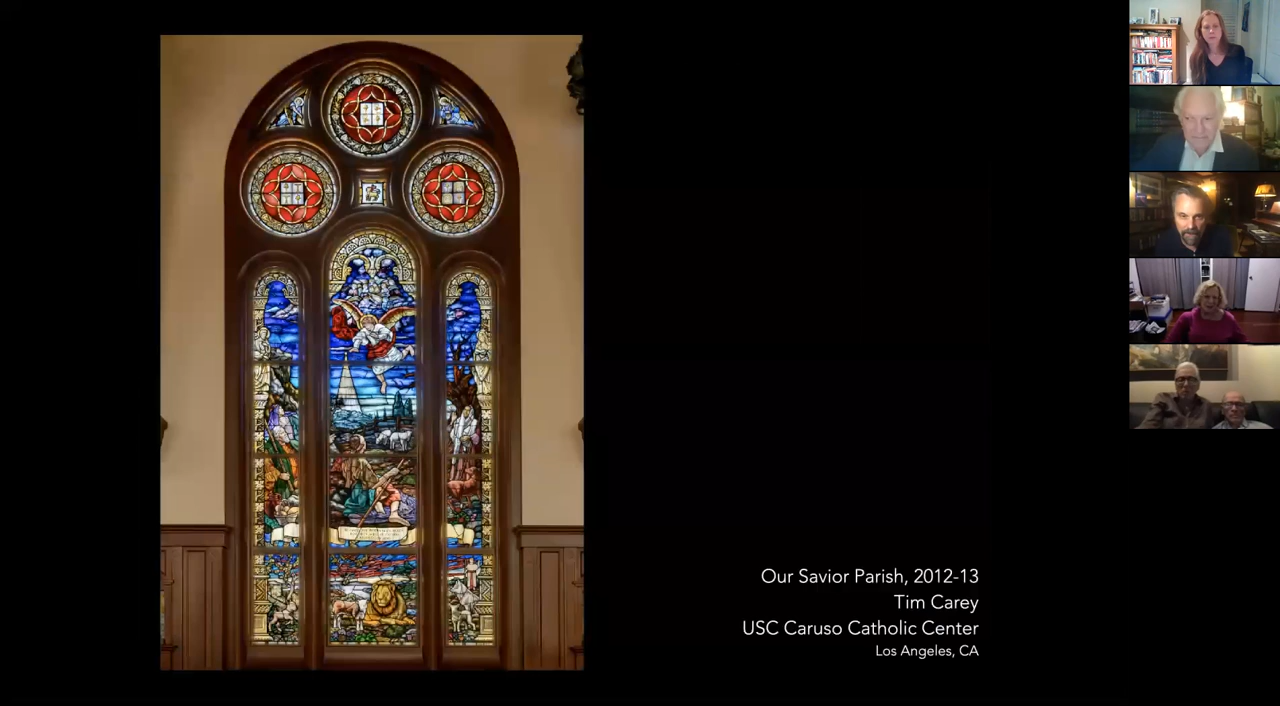 Our Savior Parish, 2012-13
Tim Carey
USC Caruso Catholic Center
Los Angeles, CA